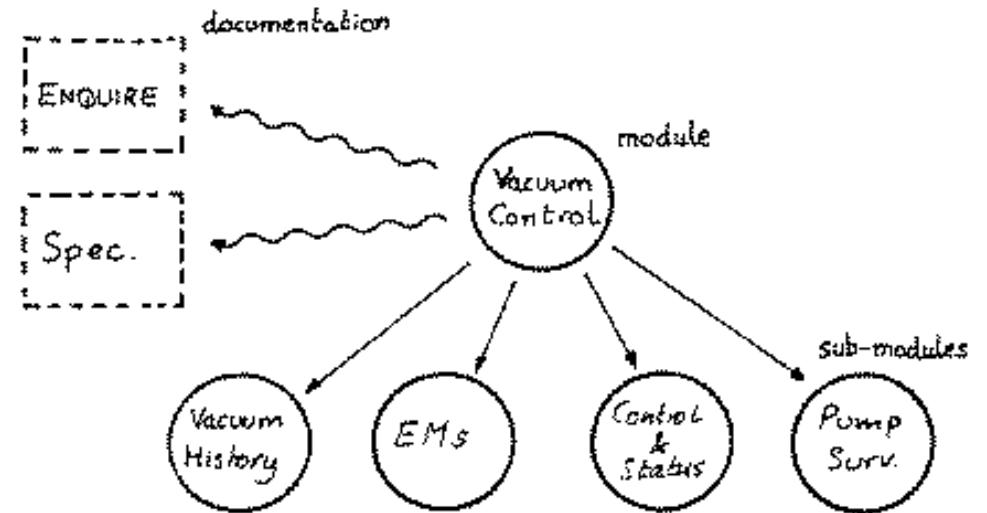 documentation
ENQUIRE
module
Vacuum
Control
Spec.
sub-modules
Vacuum
History
EMs
Control
&
Status
Pump
Surv.